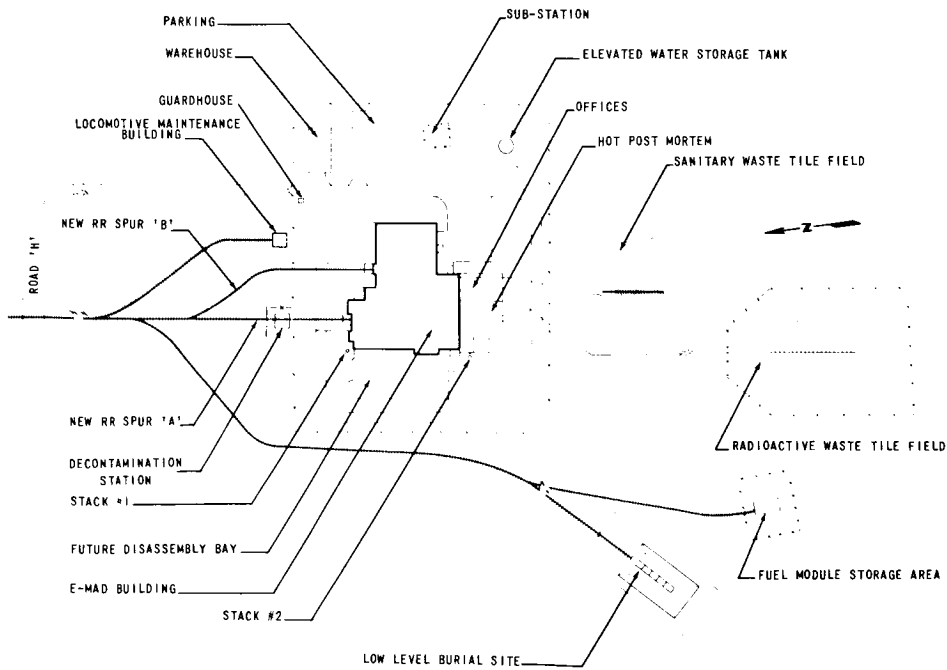 PARKING
SUB-STATION
WAREHOUSE
ELEVATED WATER STORAGE TANK
GUARDHOUSE
OFFICES
LOCOMOTIVE MAINTENANCE
BUILDING
HOT POST MORTEM
SANITARY WASTE TILE FIELD
NEW RR SPUR 'B'
N
ROAD 'H'
NEW RR SPUR 'A'
RADIOACTIVE WASTE TILE FIELD
DECONTAMINATION
STATION
STACK #1
FUTURE DISASSEMBLY BAY
FUEL MODULE STORAGE AREA
E-MAD BUILDING
STACK #2
LOW LEVEL BURIAL SITE